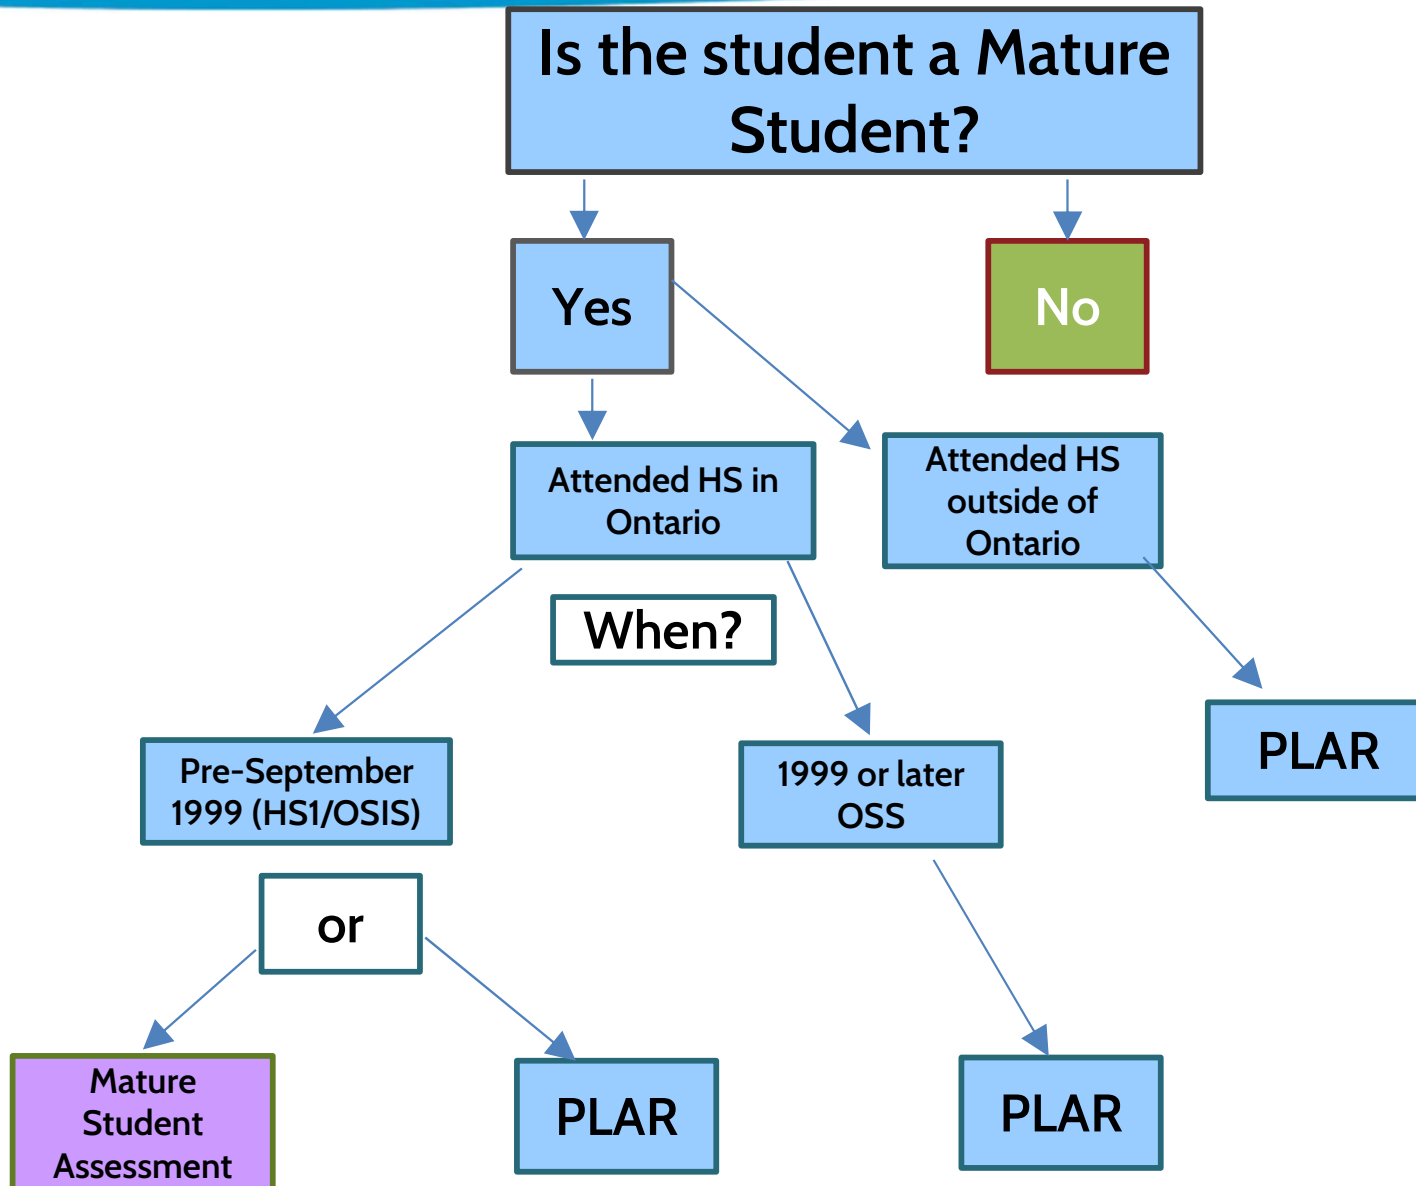 Is the student a Mature
Student?
Yes
No
Attended HS in
Ontario
Attended HS
outside of
Ontario
When?
Pre-September
1999 (HS1/OSIS)
1999 or later
OSS
PLAR
or
Mature
Student
Assessment
PLAR
PLAR